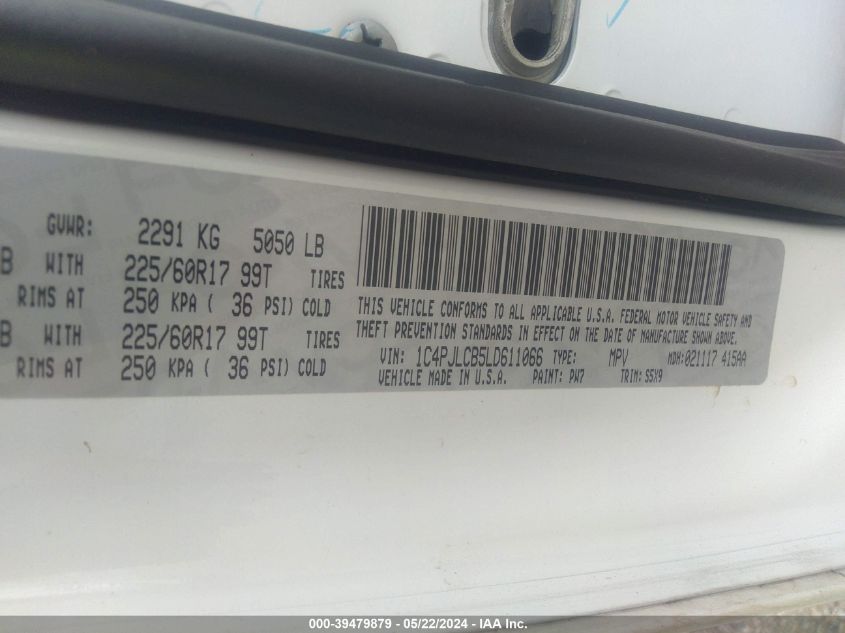 GVWR: 2291 KG 5050 LB
B WITH 225/60R17 99T TIRES
RIMS AT 250 KPA ( 36 PSI) COLD
B WITH 225/60R17 99T TIRES
RIMS AT 250 KPA ( 36 PSI) COLD
THIS VEHICLE CONFORMS TO ALL APPLICABLE U.S.A. FEDERAL MOTOR VEHICLE SAFETY AND
THEFT PREVENTION STANDARDS IN EFFECT ON THE DATE OF MANUFACTURE SHOWN ABOVE.
VIN: 1C4PJLCB5LD611066 TYPE: MPV MDH:021117 415AA
VEHICLE MADE IN U.S.A. PAINT: PW7 TRIM: S5X9
000-39479879 - 05/22/2024 - IAA Inc.